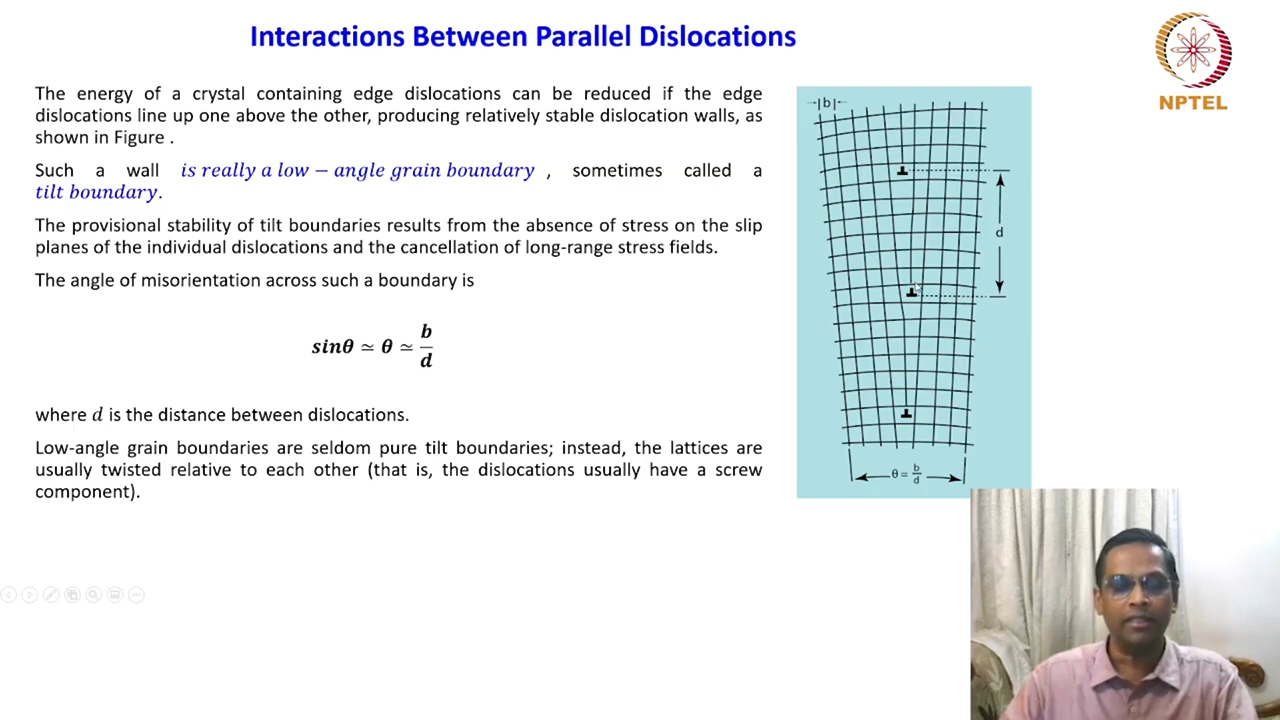 Interactions Between Parallel Dislocations
NPTEL
The energy of a crystal containing edge dislocations can be reduced if the edge
dislocations line up one above the other, producing relatively stable dislocation walls, as
shown in Figure .
Such a wall is really a low – angle grain boundary , sometimes called a
tilt boundary.
The provisional stability of tilt boundaries results from the absence of stress on the slip
planes of the individual dislocations and the cancellation of long-range stress fields.
The angle of misorientation across such a boundary is
sinθ ≃ θ ≃ b/d
where d is the distance between dislocations.
Low-angle grain boundaries are seldom pure tilt boundaries; instead, the lattices are
usually twisted relative to each other (that is, the dislocations usually have a screw
component).
|b|
d
θ = b/d